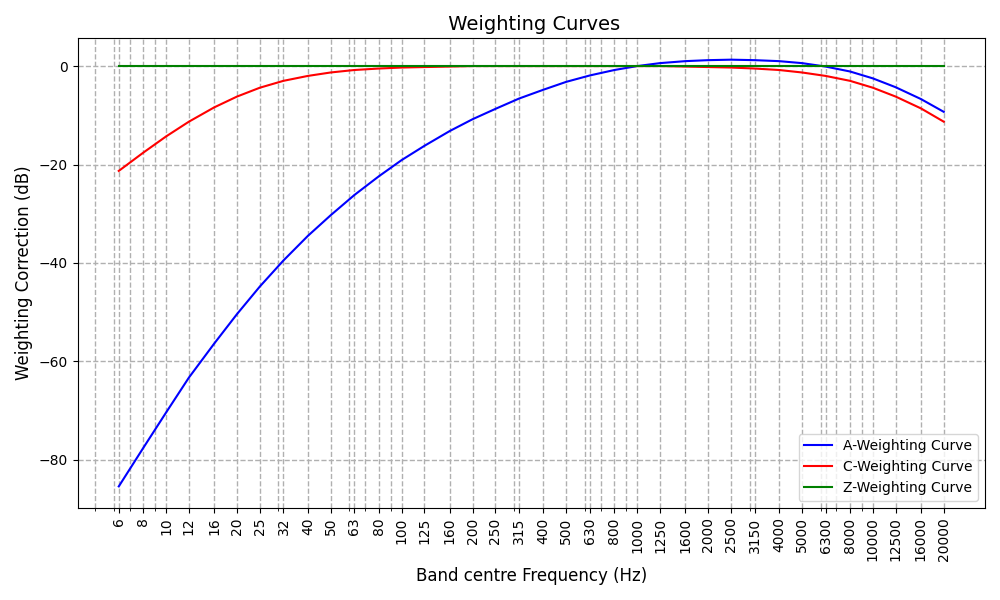 Weighting Curves
Weighting Correction (dB)
0
−20
−40
−60
−80
A-Weighting Curve
C-Weighting Curve
Z-Weighting Curve
6 8 10 12 16 20 25 32 40 50 63 80 100 125 160 200 250 315 400 500 630 800 1000 1250 1600 2000 2500 3150 4000 5000 6300 8000 10000 12500 16000 20000
Band centre Frequency (Hz)